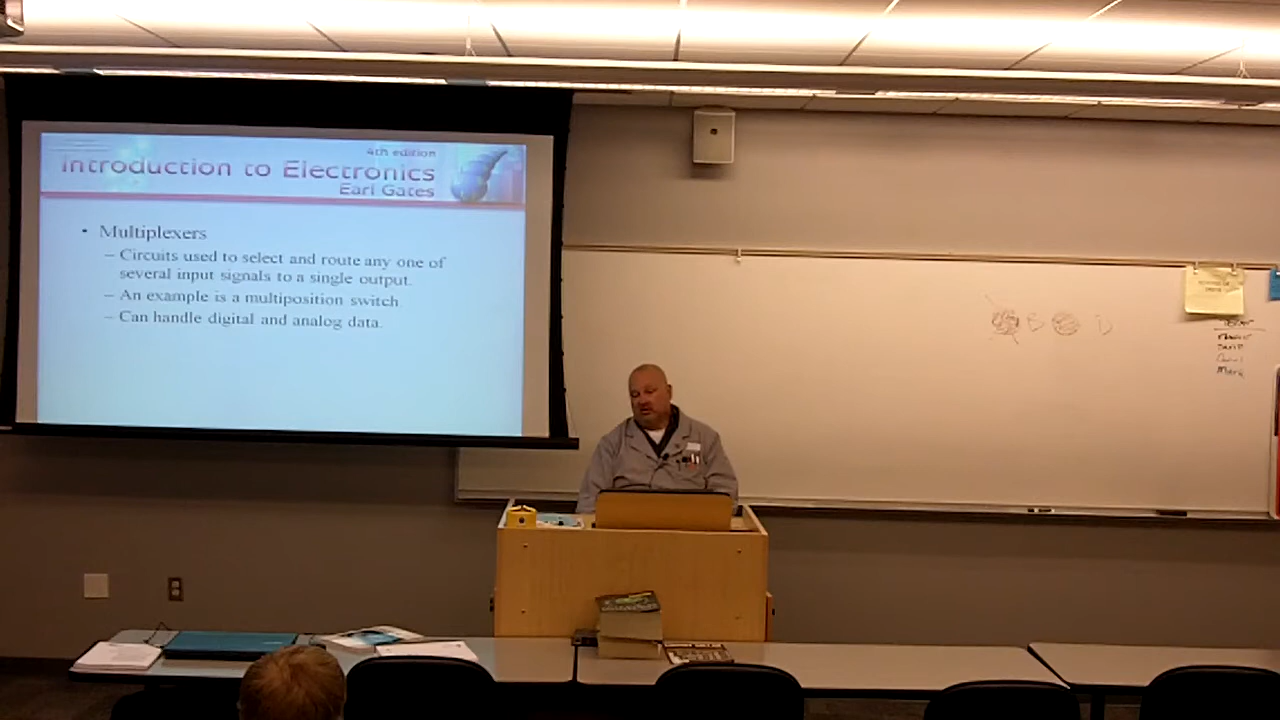 4th edition
Introduction to Electronics
Earl Gates
• Multiplexers
– Circuits used to select and route any one of
several input signals to a single output.
– An example is a multiposition switch.
– Can handle digital and analog data.
B D
Mark